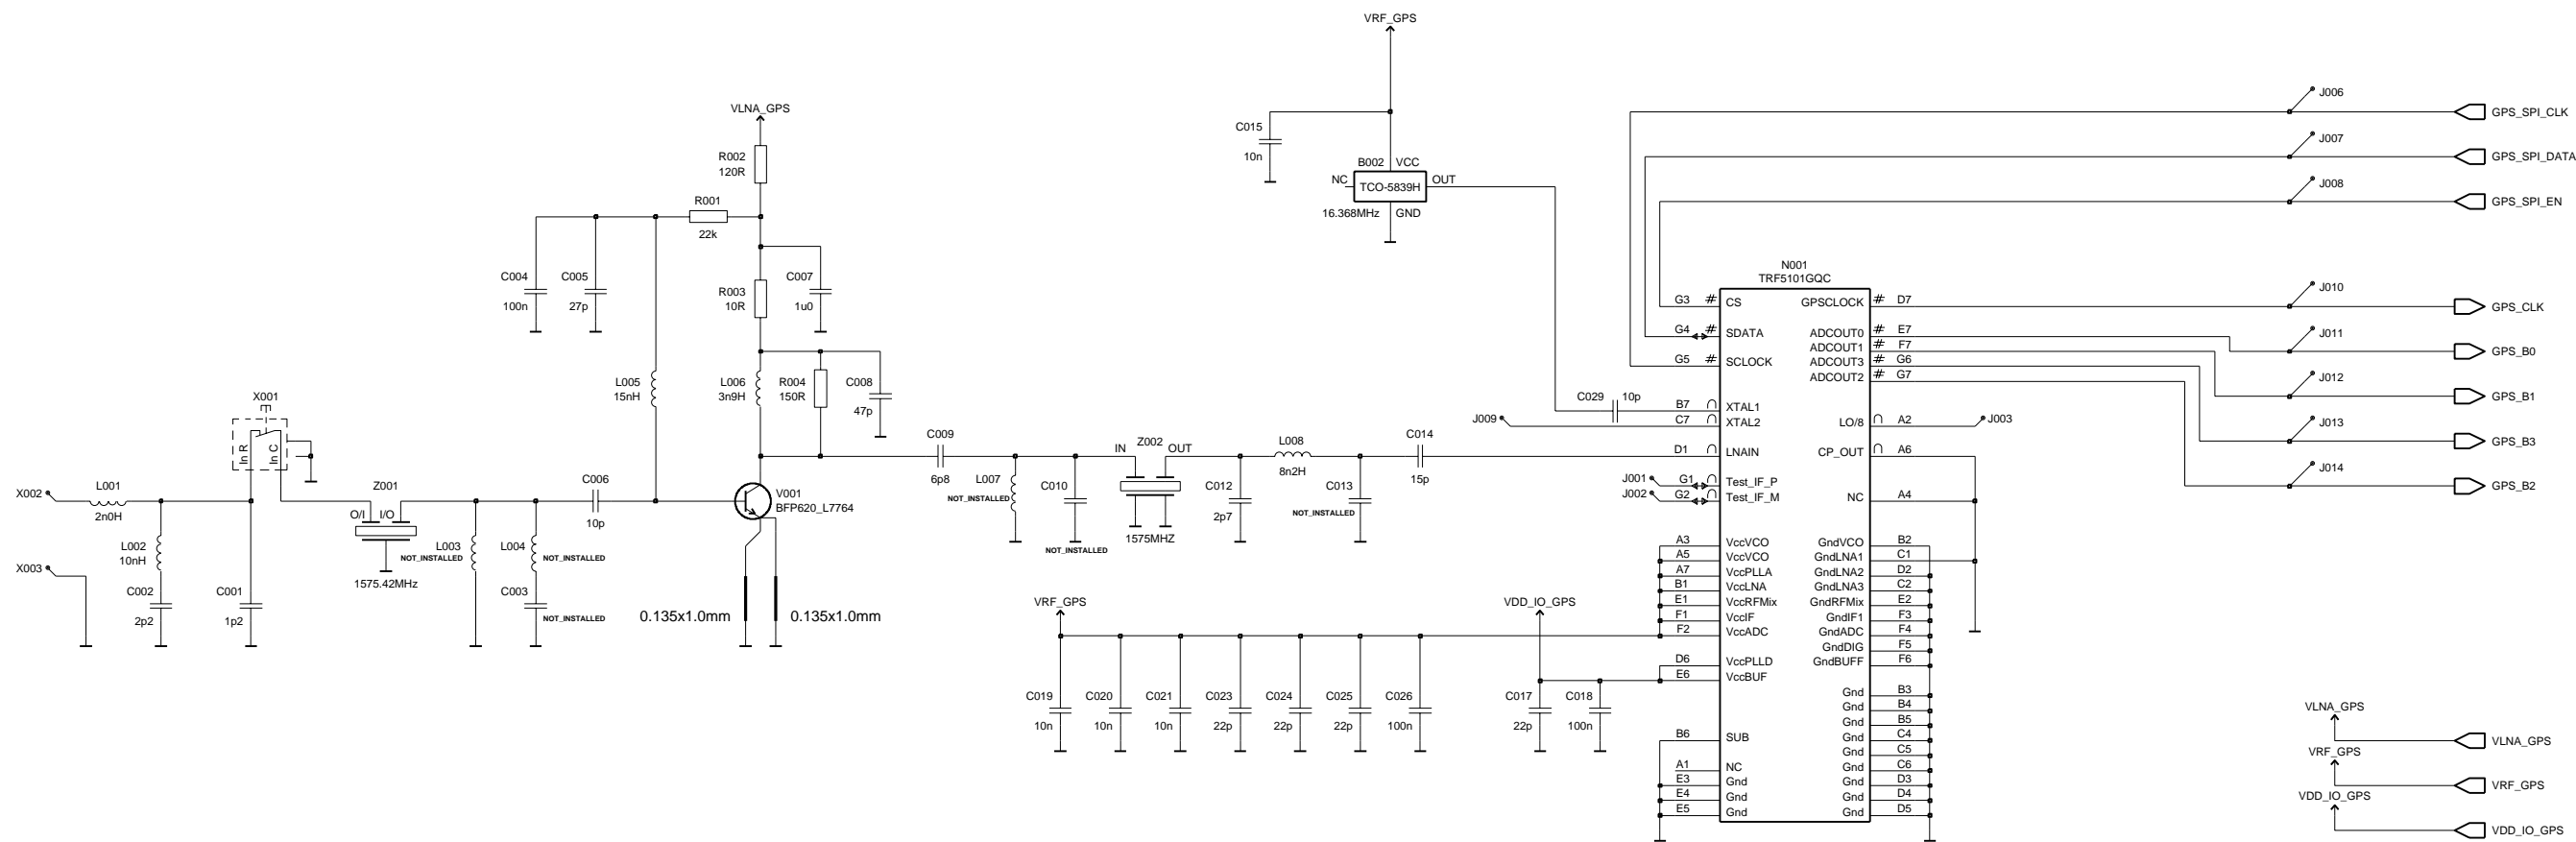 VRF_GPS
C015
10n
B002 VCC
NC TCO-5839H OUT
16.368MHz GND
VLNA_GPS
R002
120R
R001
22k
C004
100n
C005
27p
R003
10R
C007
1u0
L005
15nH
L006
3n9H
R004
150R
C008
47p
X001
In R
In C
X002
L001
2n0H
L002
10nH
X003
C002
2p2
C001
1p2
Z001
O/I I/O
1575.42MHz
L003
NOT_INSTALLED
L004
NOT_INSTALLED
C003
NOT_INSTALLED
C006
10p
V001
BFP620_L7764
0.135x1.0mm
0.135x1.0mm
C009
6p8
L007
NOT_INSTALLED
C010
NOT_INSTALLED
IN Z002 OUT
1575MHZ
C012
2p7
L008
8n2H
C013
NOT_INSTALLED
C014
15p
C029 10p
J009
J001
J002
N001
TRF5101GQC
G3 # CS
G4 # SDATA
G5 # SCLOCK
B7 XTAL1
C7 XTAL2
D1 LNAIN
G1 Test_IF_P
G2 Test_IF_M
A3 VccVCO
A5 VccVCO
A7 VccPLLA
B1 VccLNA
E1 VccRFMix
F1 VccIF
F2 VccADC
D6 VccPLLD
E6 VccBUF
B6 SUB
A1 NC
E3 Gnd
E4 Gnd
E5 Gnd
GPSCLOCK # D7
ADCOUT0 # E7
ADCOUT1 # F7
ADCOUT3 # G6
ADCOUT2 # G7
LO/8 A2
J003
CP_OUT A6
NC A4
GndVCO B2
GndLNA1 C1
GndLNA2 D2
GndLNA3 C2
GndRFMix E2
GndIF1 F3
GndADC F4
GndDIG F5
GndBUFF F6
Gnd B3
Gnd B4
Gnd B5
Gnd C4
Gnd C5
Gnd C6
Gnd D3
Gnd D4
Gnd D5
VRF_GPS
C019
10n
C020
10n
C021
10n
C023
22p
C024
22p
C025
22p
C026
100n
VDD_IO_GPS
C017
22p
C018
100n
J006
GPS_SPI_CLK
J007
GPS_SPI_DATA
J008
GPS_SPI_EN
J010
GPS_CLK
J011
GPS_B0
J012
GPS_B1
J013
GPS_B3
J014
GPS_B2
VLNA_GPS
VLNA_GPS
VRF_GPS
VRF_GPS
VDD_IO_GPS
VDD_IO_GPS